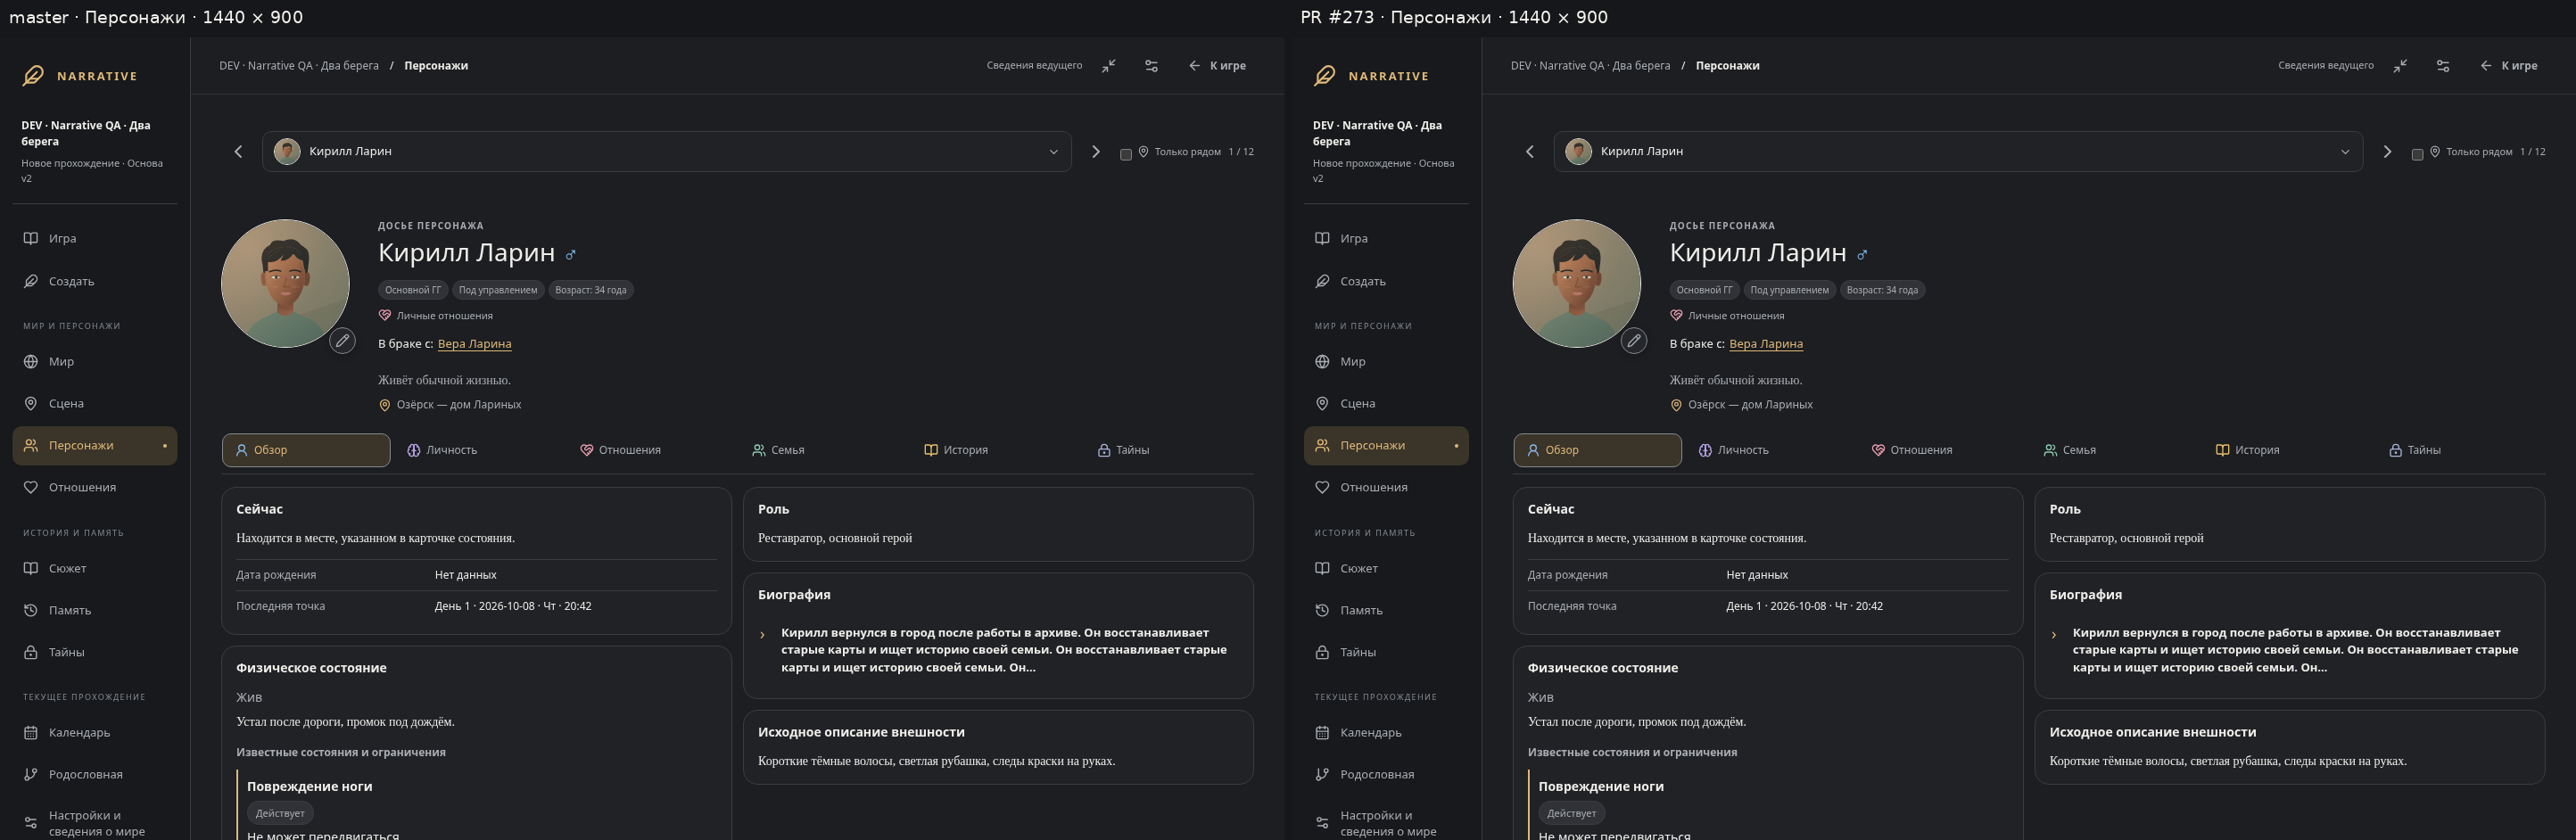 master · Персонажи · 1440 × 900
NARRATIVE
DEV · Narrative QA · Два
берега
Новое прохождение · Основа
v2
Игра
Создать
МИР И ПЕРСОНАЖИ
Мир
Сцена
Персонажи
Отношения
ИСТОРИЯ И ПАМЯТЬ
Сюжет
Память
Тайны
ТЕКУЩЕЕ ПРОХОЖДЕНИЕ
Календарь
Родословная
Настройки и
сведения о мире
DEV · Narrative QA · Два берега / Персонажи
Сведения ведущего
К игре
Кирилл Ларин
Только рядом 1 / 12
ДОСЬЕ ПЕРСОНАЖА
Кирилл Ларин ♂
Основной ГГ Под управлением Возраст: 34 года
Личные отношения
В браке с: Вера Ларина
Живёт обычной жизнью.
Озёрск — дом Лариных
Обзор Личность Отношения Семья История Тайны
Сейчас
Находится в месте, указанном в карточке состояния.
Дата рождения Нет данных
Последняя точка День 1 · 2026-10-08 · Чт · 20:42
Физическое состояние
Жив
Устал после дороги, промок под дождём.
Известные состояния и ограничения
Повреждение ноги
Действует
Не может передвигаться
Роль
Реставратор, основной герой
Биография
› Кирилл вернулся в город после работы в архиве. Он восстанавливает
старые карты и ищет историю своей семьи. Он восстанавливает старые
карты и ищет историю своей семьи. Он...
Исходное описание внешности
Короткие тёмные волосы, светлая рубашка, следы краски на руках.
PR #273 · Персонажи · 1440 × 900
NARRATIVE
DEV · Narrative QA · Два
берега
Новое прохождение · Основа
v2
Игра
Создать
МИР И ПЕРСОНАЖИ
Мир
Сцена
Персонажи
Отношения
ИСТОРИЯ И ПАМЯТЬ
Сюжет
Память
Тайны
ТЕКУЩЕЕ ПРОХОЖДЕНИЕ
Календарь
Родословная
Настройки и
сведения о мире
DEV · Narrative QA · Два берега / Персонажи
Сведения ведущего
К игре
Кирилл Ларин
Только рядом 1 / 12
ДОСЬЕ ПЕРСОНАЖА
Кирилл Ларин ♂
Основной ГГ Под управлением Возраст: 34 года
Личные отношения
В браке с: Вера Ларина
Живёт обычной жизнью.
Озёрск — дом Лариных
Обзор Личность Отношения Семья История Тайны
Сейчас
Находится в месте, указанном в карточке состояния.
Дата рождения Нет данных
Последняя точка День 1 · 2026-10-08 · Чт · 20:42
Физическое состояние
Жив
Устал после дороги, промок под дождём.
Известные состояния и ограничения
Повреждение ноги
Действует
Не может передвигаться
Роль
Реставратор, основной герой
Биография
› Кирилл вернулся в город после работы в архиве. Он восстанавливает
старые карты и ищет историю своей семьи. Он восстанавливает старые
карты и ищет историю своей семьи. Он...
Исходное описание внешности
Короткие тёмные волосы, светлая рубашка, следы краски на руках.